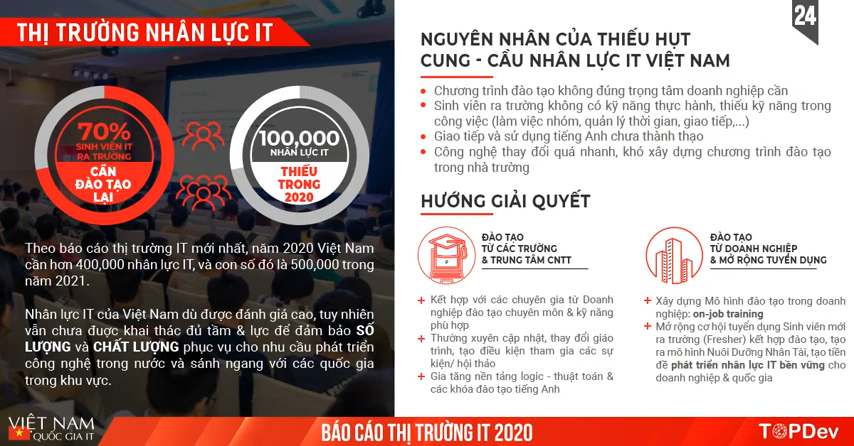 THỊ TRƯỜNG NHÂN LỰC IT
70%
SINH VIÊN IT
RA TRƯỜNG
CẦN
ĐÀO TẠO
LẠI
100,000
NHÂN LỰC IT
THIẾU
TRONG
2020
Theo báo cáo thị trường IT mới nhất, năm 2020 Việt Nam
cần hơn 400,000 nhân lực IT, và con số đó là 500,000 trong
năm 2021.
Nhân lực IT của Việt Nam dù được đánh giá cao, tuy nhiên
vẫn chưa được khai thác đủ tầm & lực để đảm bảo SỐ
LƯỢNG và CHẤT LƯỢNG phục vụ cho nhu cầu phát triển
công nghệ trong nước và sánh ngang với các quốc gia
trong khu vực.
24
NGUYÊN NHÂN CỦA THIẾU HỤT
CUNG - CẦU NHÂN LỰC IT VIỆT NAM
• Chương trình đào tạo không đúng trọng tâm doanh nghiệp cần
• Sinh viên ra trường không có kỹ năng thực hành, thiếu kỹ năng trong
công việc (làm việc nhóm, quản lý thời gian, giao tiếp,...)
• Giao tiếp và sử dụng tiếng Anh chưa thành thạo
• Công nghệ thay đổi quá nhanh, khó xây dựng chương trình đào tạo
trong nhà trường
HƯỚNG GIẢI QUYẾT
ĐÀO TẠO
TỪ CÁC TRƯỜNG
& TRUNG TÂM CNTT
+ Kết hợp với các chuyên gia từ Doanh
nghiệp đào tạo chuyên môn & kỹ năng
phù hợp
+ Thường xuyên cập nhật, thay đổi giáo
trình, tạo điều kiện tham gia các sự
kiện/ hội thảo
+ Gia tăng nền tảng logic - thuật toán &
các khóa đào tạo tiếng Anh
ĐÀO TẠO
TỪ DOANH NGHIỆP
& MỞ RỘNG TUYỂN DỤNG
+ Xây dựng Mô hình đào tạo trong doanh
nghiệp: on-job training
+ Mở rộng cơ hội tuyển dụng Sinh viên mới
ra trường (Fresher) kết hợp đào tạo, tạo
ra mô hình Nuôi Dưỡng Nhân Tài, tạo tiền
đề phát triển nhân lực IT bền vững cho
doanh nghiệp & quốc gia
VIỆT NAM
QUỐC GIA IT
BÁO CÁO THỊ TRƯỜNG IT 2020
TOPDev